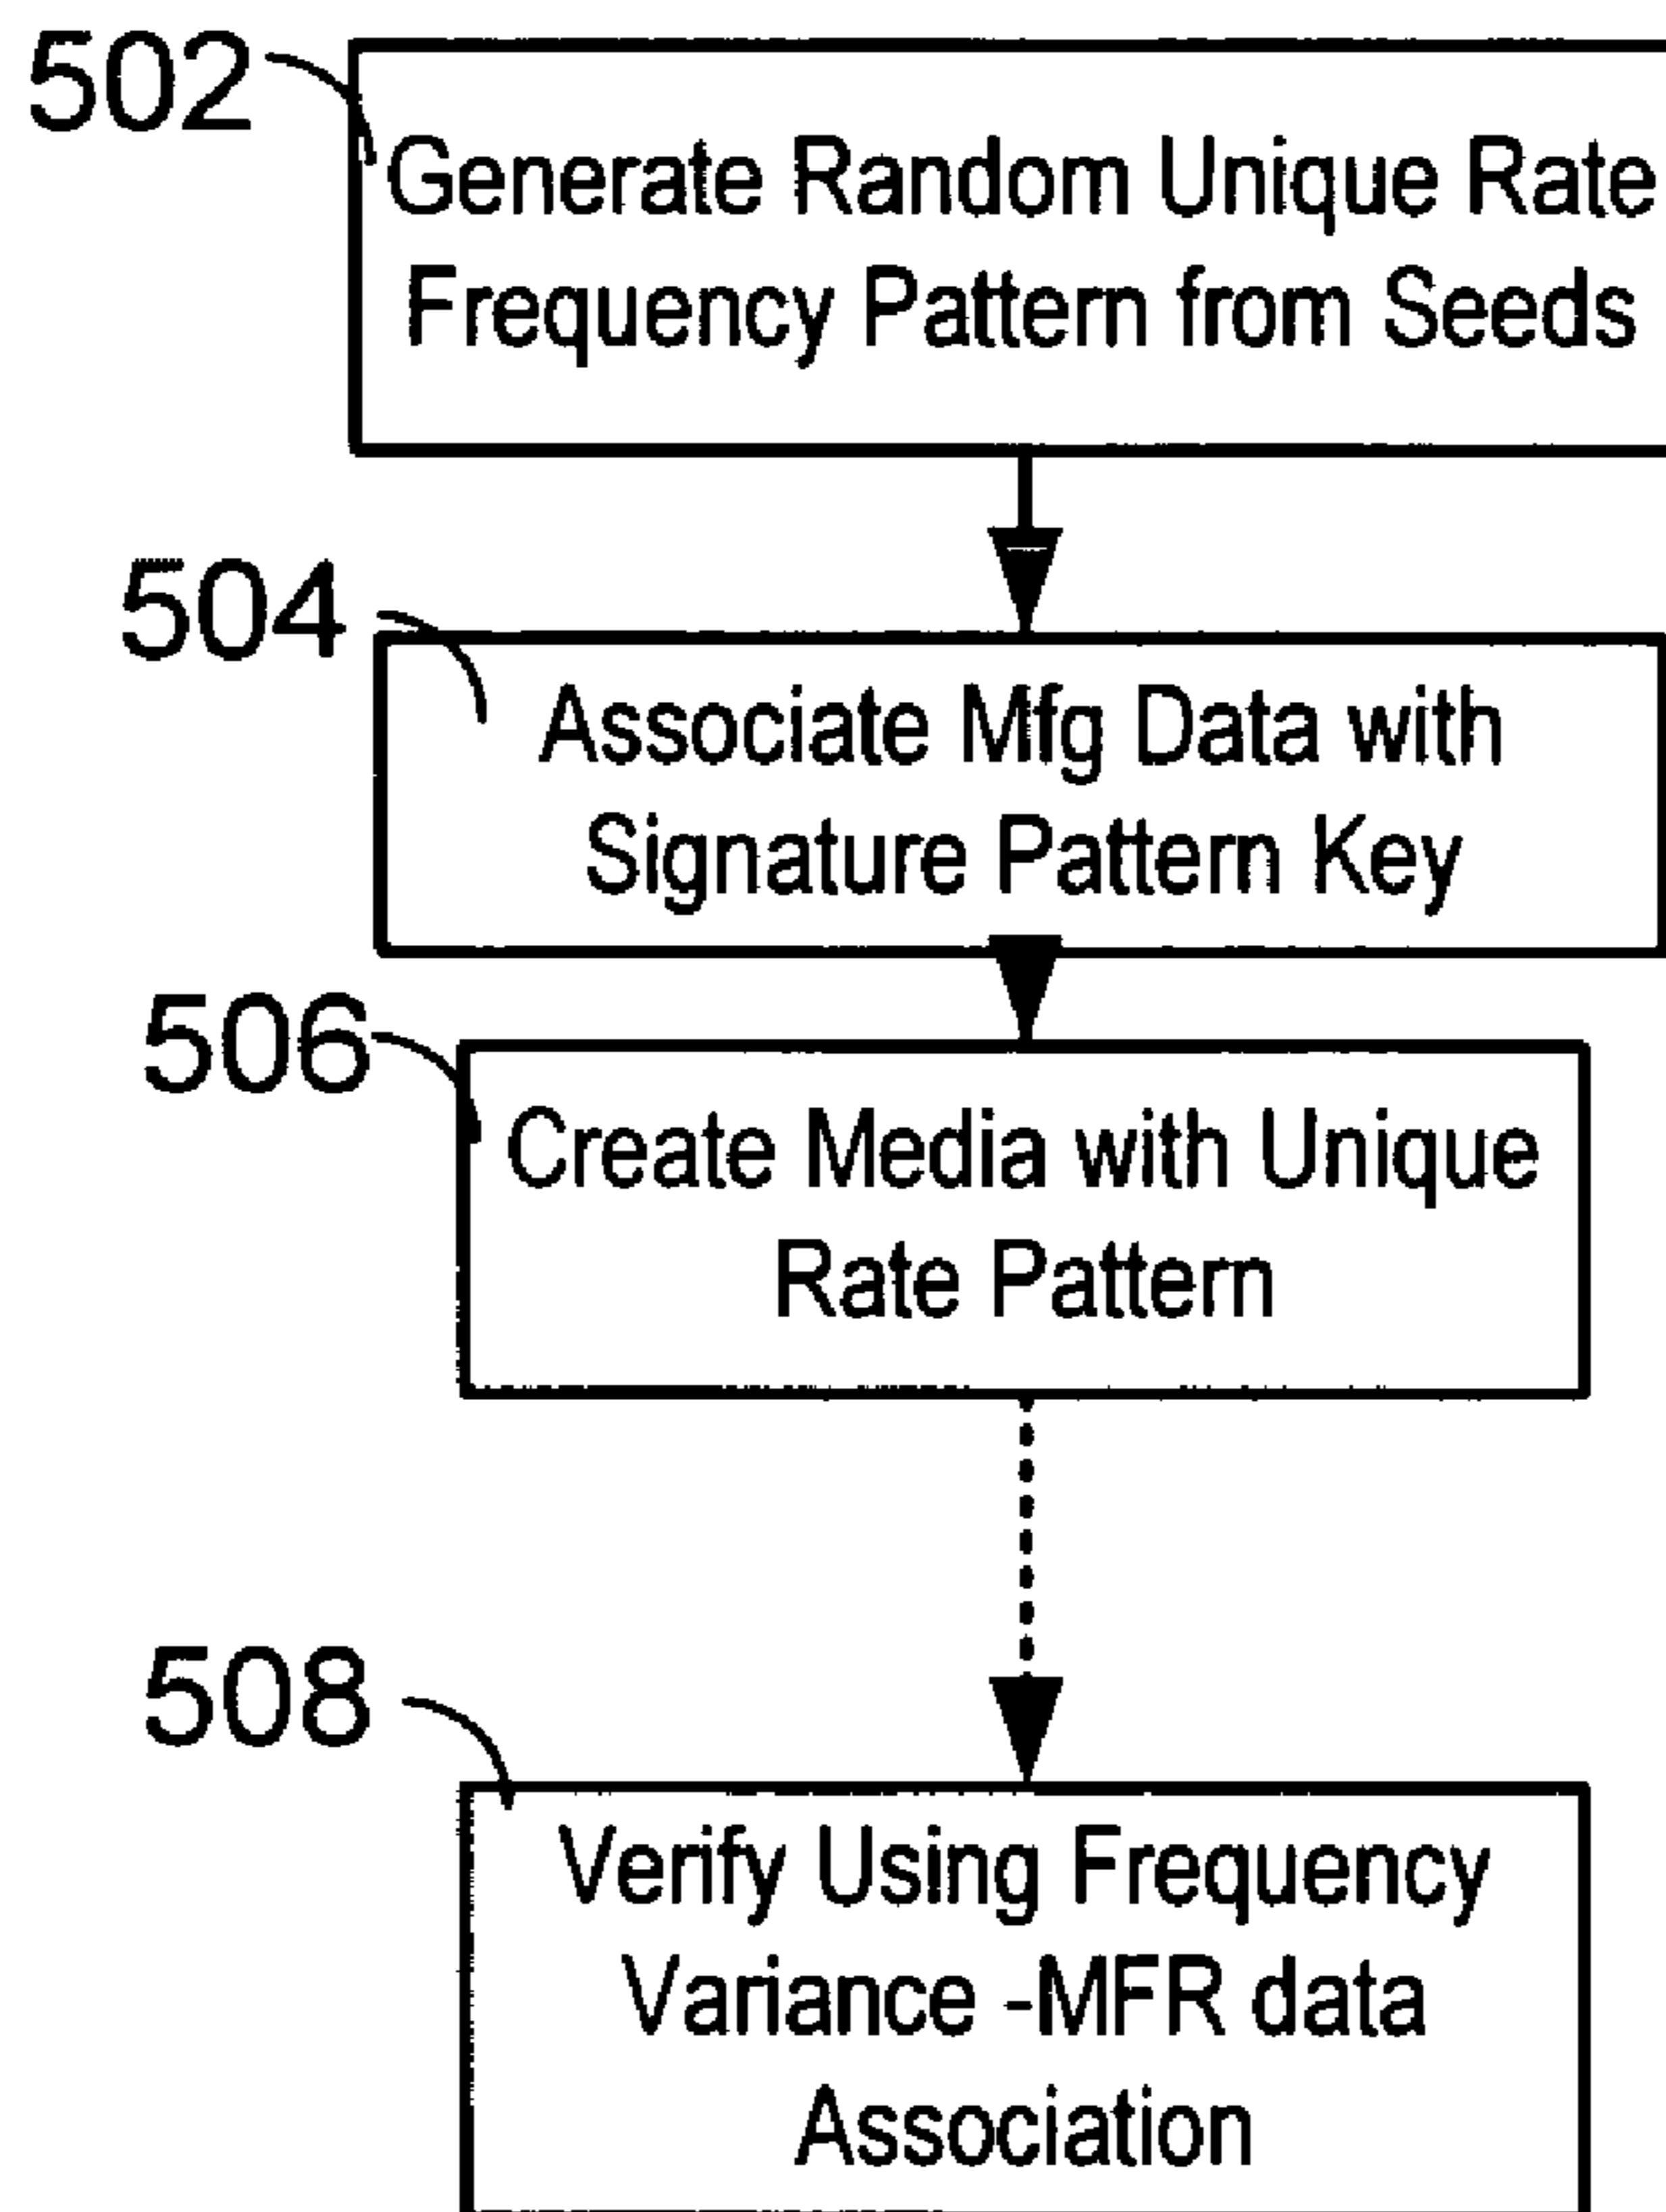 502
Generate Random Unique Rate
Frequency Pattern from Seeds
504
Associate Mfg Data with
Signature Pattern Key
506
Create Media with Unique
Rate Pattern
508
Verify Using Frequency
Variance -MFR data
Association